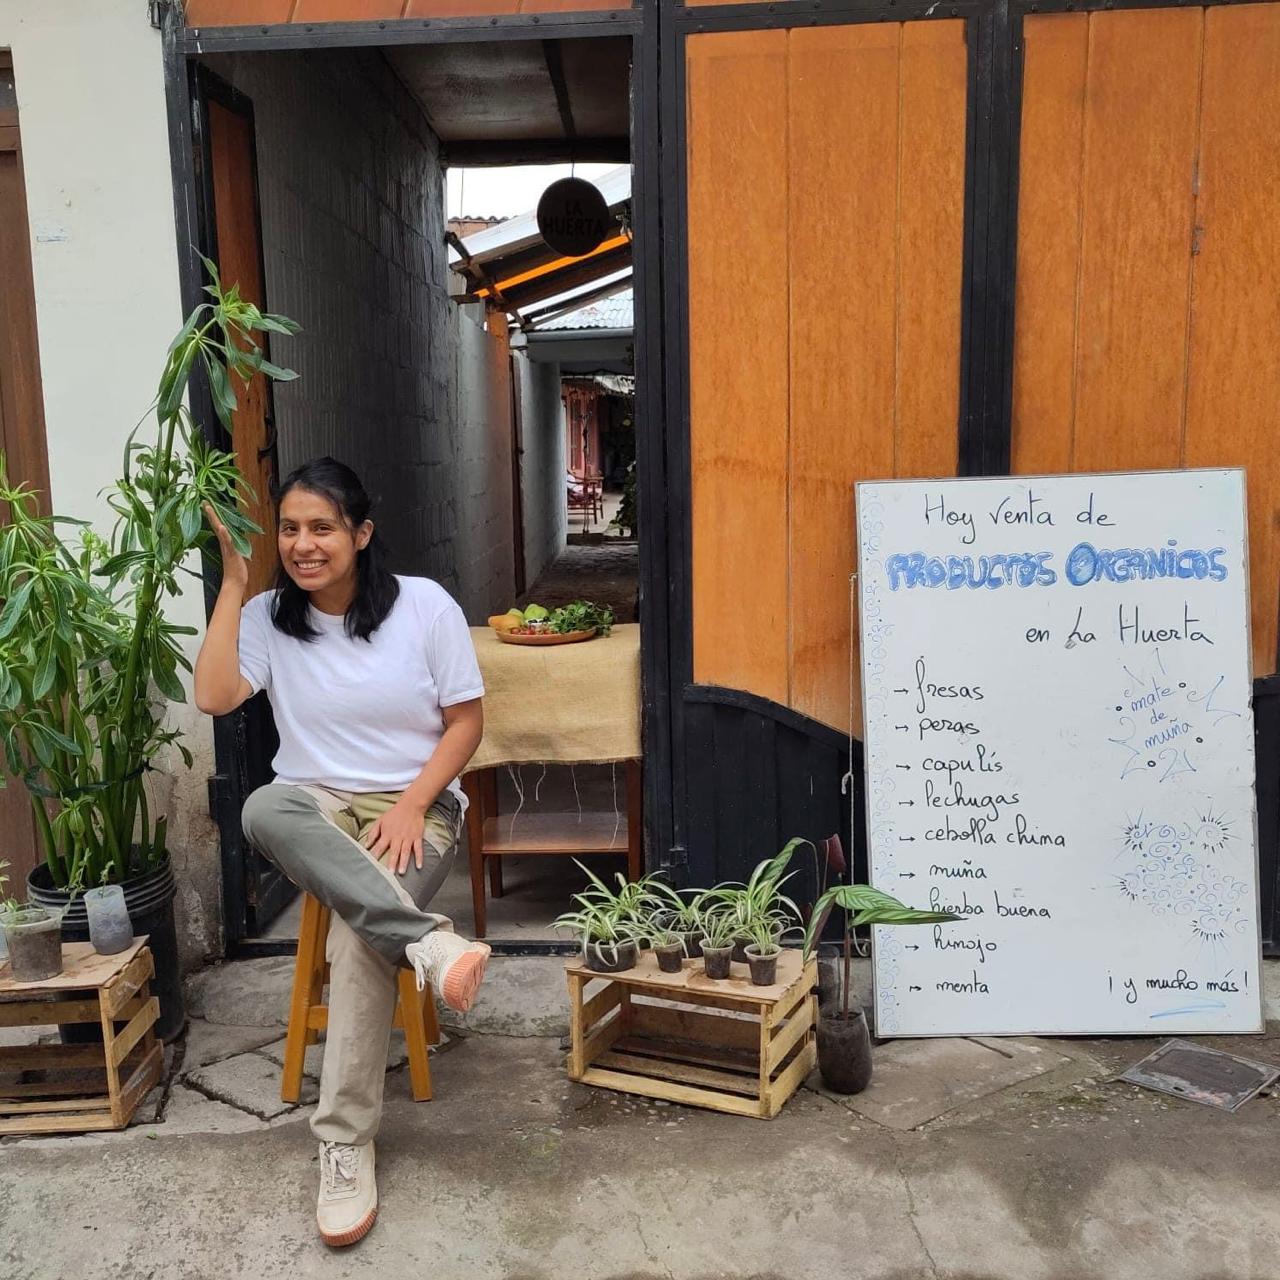 LA
HUERTA
Hoy venta de
PRODUCTOS ORGANICOS
en La Huerta
→ fresas
→ peras
→ capulís
→ lechugas
→ cebolla china
→ muña
→ hierba buena
→ hinojo
→ menta
mate
de
muña
¡y mucho más!